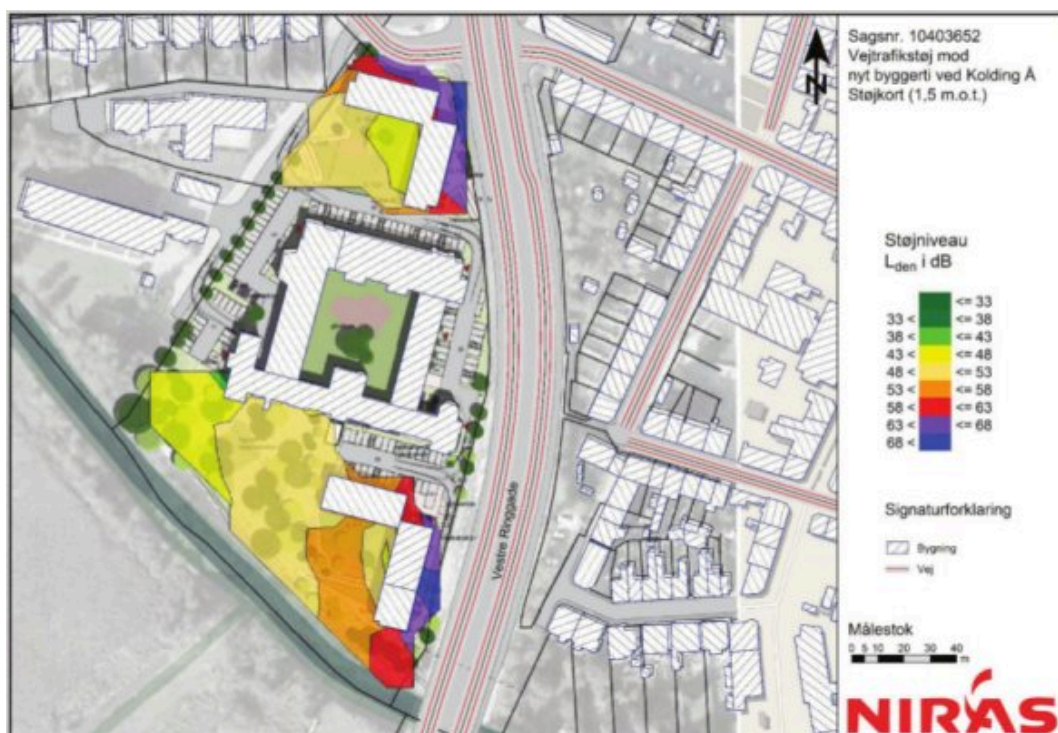 Sagsnr. 10403652
Vejtrafikstøj mod
nyt byggerti ved Kolding Å
Støjkort (1,5 m.o.t.)
N
Støjniveau
Lden i dB
<= 33
33 < <= 38
38 < <= 43
43 < <= 48
48 < <= 53
53 < <= 58
58 < <= 63
63 < <= 68
68 <
Vestre Ringgade
Signaturforklaring
Bygning
Vej
Målestok
0 5 10 20 30 40
m
NIRAS